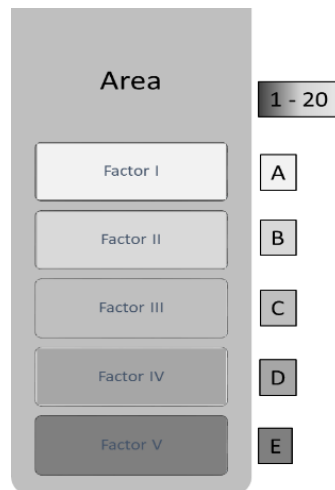 Area
1 - 20
Factor I
A
Factor II
B
Factor III
C
Factor IV
D
Factor V
E